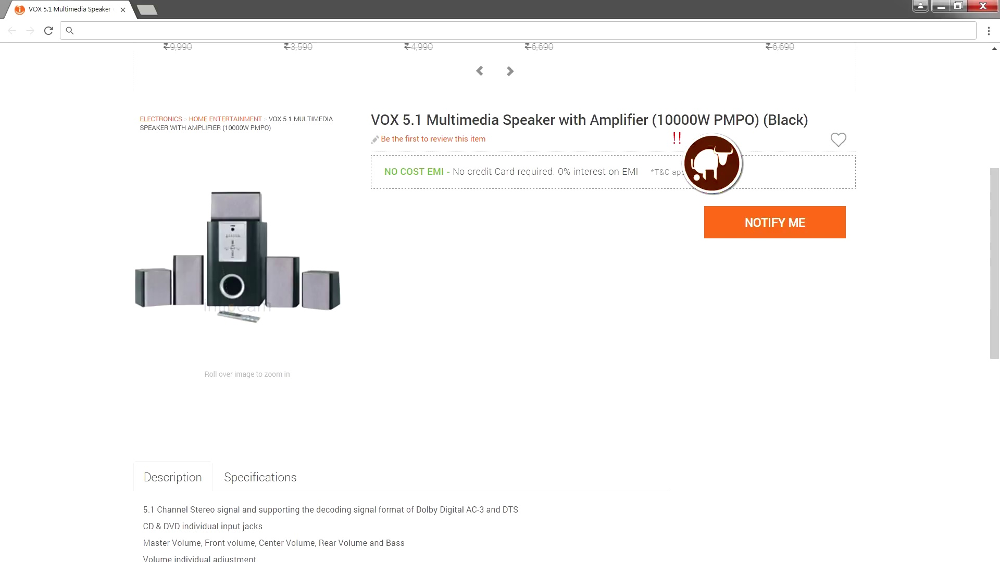 VOX 5.1 Multimedia Speaker
₹ 9,990 ₹ 3,590 ₹ 4,990 ₹ 6,690 ₹ 6,690
ELECTRONICS > HOME ENTERTAINMENT > VOX 5.1 MULTIMEDIA
SPEAKER WITH AMPLIFIER (10000W PMPO)
VOX 5.1 Multimedia Speaker with Amplifier (10000W PMPO) (Black)
Be the first to review this item
!!
NO COST EMI - No credit Card required. 0% interest on EMI *T&C
NOTIFY ME
Roll over image to zoom in
Description Specifications
5.1 Channel Stereo signal and supporting the decoding signal format of Dolby Digital AC-3 and DTS
CD & DVD individual input jacks
Master Volume, Front volume, Center Volume, Rear Volume and Bass
Volume individual adjustment